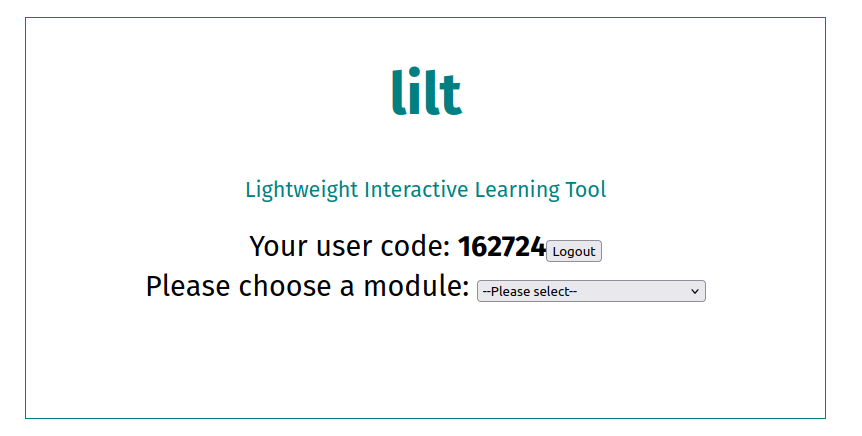 lilt
Lightweight Interactive Learning Tool
Your user code: 162724 Logout
Please choose a module: --Please select--